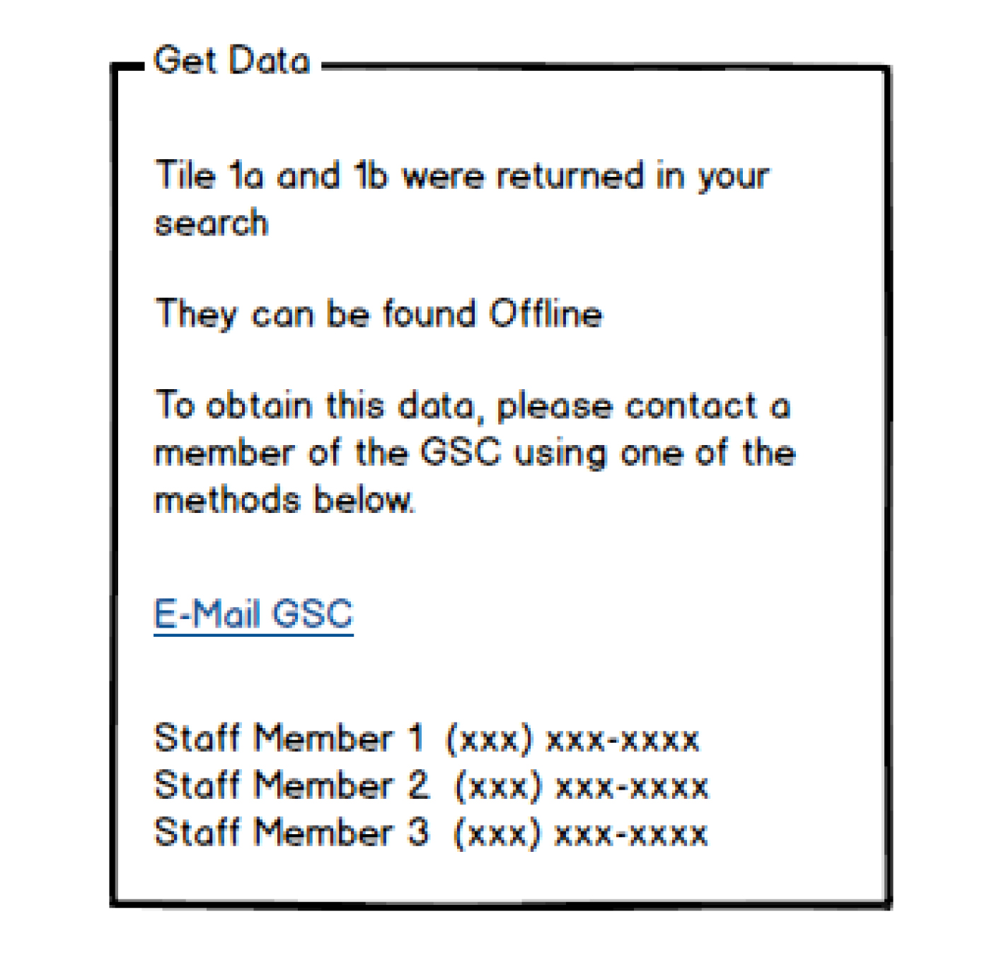 Get Data
Tile 1a and 1b were returned in your
search
They can be found Offline
To obtain this data, please contact a
member of the GSC using one of the
methods below.
E-Mail GSC
Staff Member 1 (xxx) xxx-xxxx
Staff Member 2 (xxx) xxx-xxxx
Staff Member 3 (xxx) xxx-xxxx